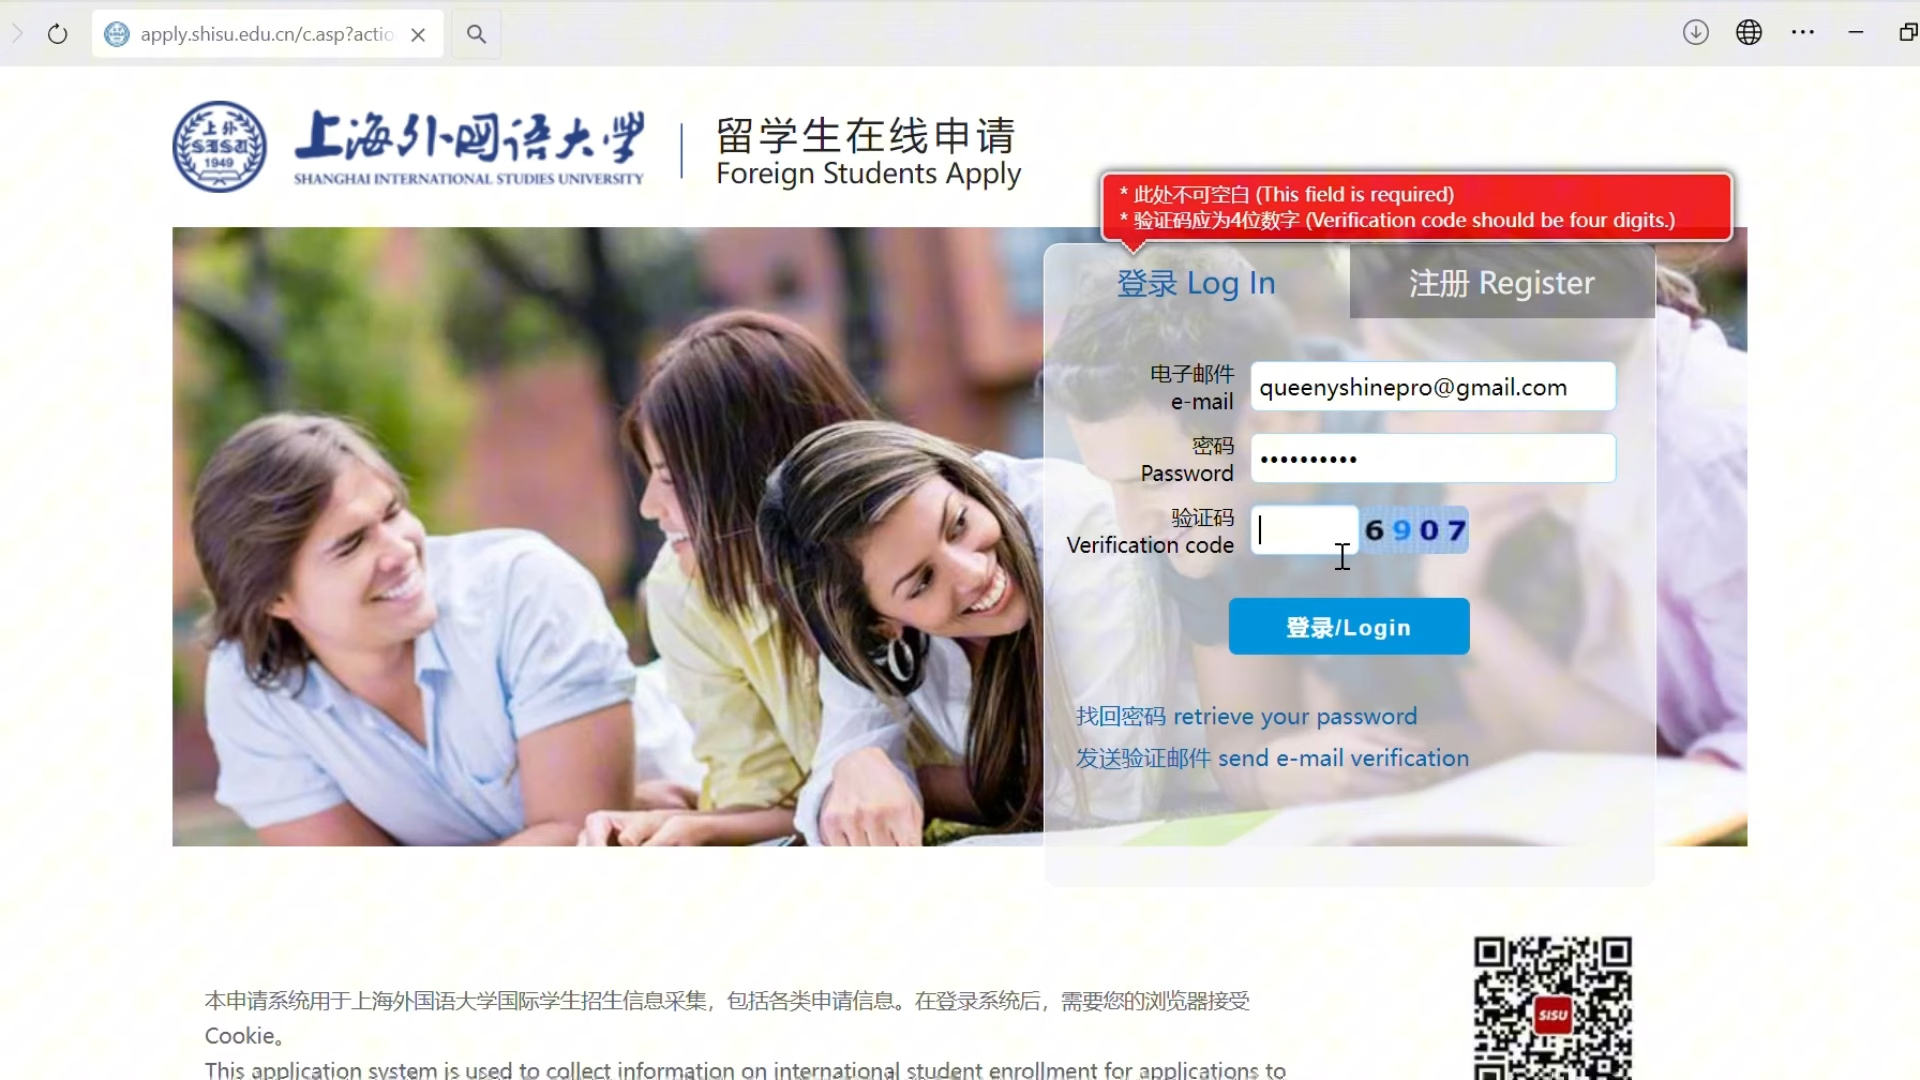 apply.shisu.edu.cn/c.asp?actio
上外
SISU
1949
上海外国语大学
SHANGHAI INTERNATIONAL STUDIES UNIVERSITY
留学生在线申请
Foreign Students Apply
* 此处不可空白 (This field is required)
* 验证码应为4位数字 (Verification code should be four digits.)
登录 Log In
注册 Register
电子邮件
e-mail
queenyshinepro@gmail.com
密码
Password
验证码
Verification code
6907
登录/Login
找回密码 retrieve your password
发送验证邮件 send e-mail verification
本申请系统用于上海外国语大学国际学生招生信息采集，包括各类申请信息。在登录系统后，需要您的浏览器接受
Cookie。
This application system is used to collect information on international student enrollment for applications to
SISU